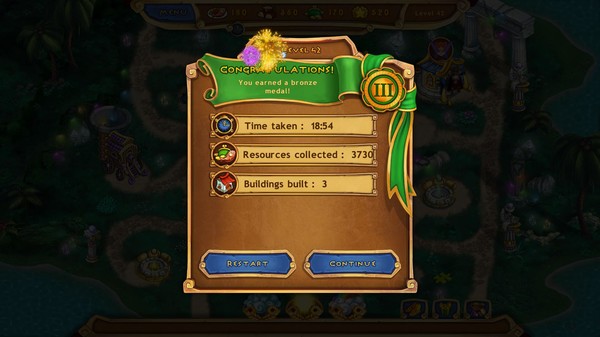 MENU
Level 42
Congratulations!
You earned a bronze
medal!
III
Time taken : 18:54
Resources collected : 3730
Buildings built : 3
Restart
Continue